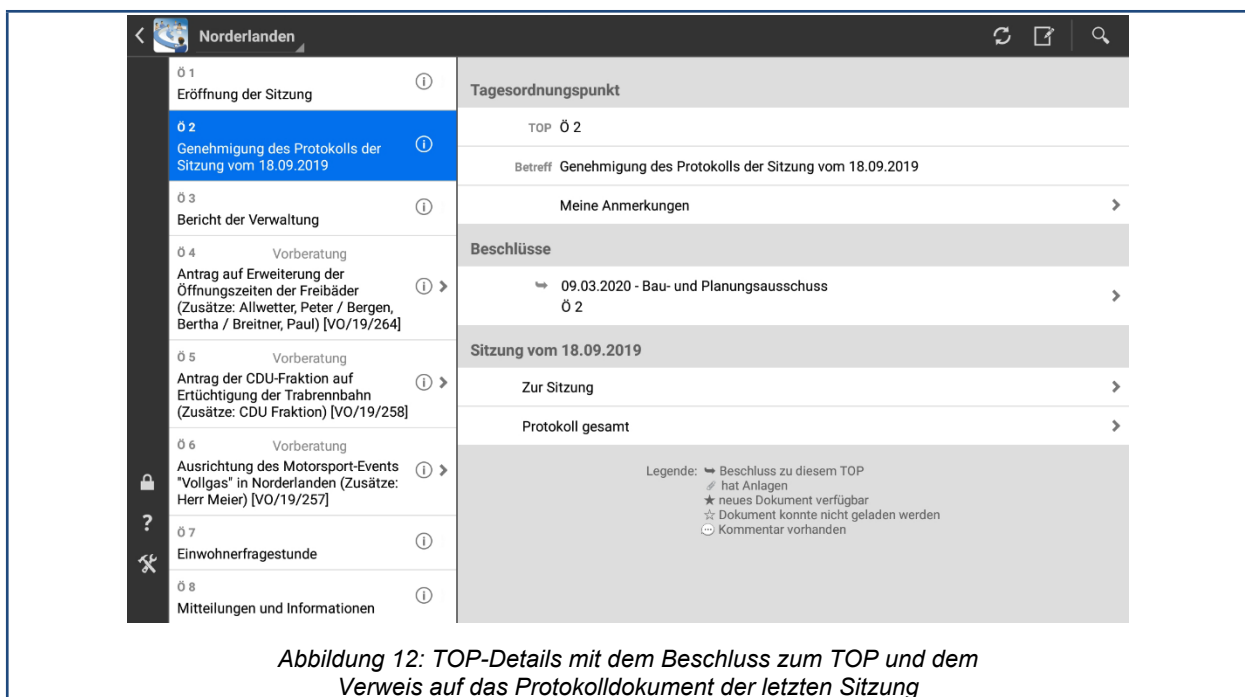 Norderlanden
Ö 1
Eröffnung der Sitzung
Ö 2
Genehmigung des Protokolls der
Sitzung vom 18.09.2019
Ö 3
Bericht der Verwaltung
Ö 4 Vorberatung
Antrag auf Erweiterung der
Öffnungszeiten der Freibäder
(Zusätze: Allwetter, Peter / Bergen,
Bertha / Breitner, Paul) [VO/19/264]
Ö 5 Vorberatung
Antrag der CDU-Fraktion auf
Ertüchtigung der Trabrennbahn
(Zusätze: CDU Fraktion) [VO/19/258]
Ö 6 Vorberatung
Ausrichtung des Motorsport-Events
"Vollgas" in Norderlanden (Zusätze:
Herr Meier) [VO/19/257]
Ö 7
Einwohnerfragestunde
Ö 8
Mitteilungen und Informationen
Tagesordnungspunkt
TOP Ö 2
Betreff Genehmigung des Protokolls der Sitzung vom 18.09.2019
Meine Anmerkungen
Beschlüsse
09.03.2020 - Bau- und Planungsausschuss
Ö 2
Sitzung vom 18.09.2019
Zur Sitzung
Protokoll gesamt
Legende: Beschluss zu diesem TOP
hat Anlagen
neues Dokument verfügbar
Dokument konnte nicht geladen werden
Kommentar vorhanden
Abbildung 12: TOP-Details mit dem Beschluss zum TOP und dem
Verweis auf das Protokolldokument der letzten Sitzung